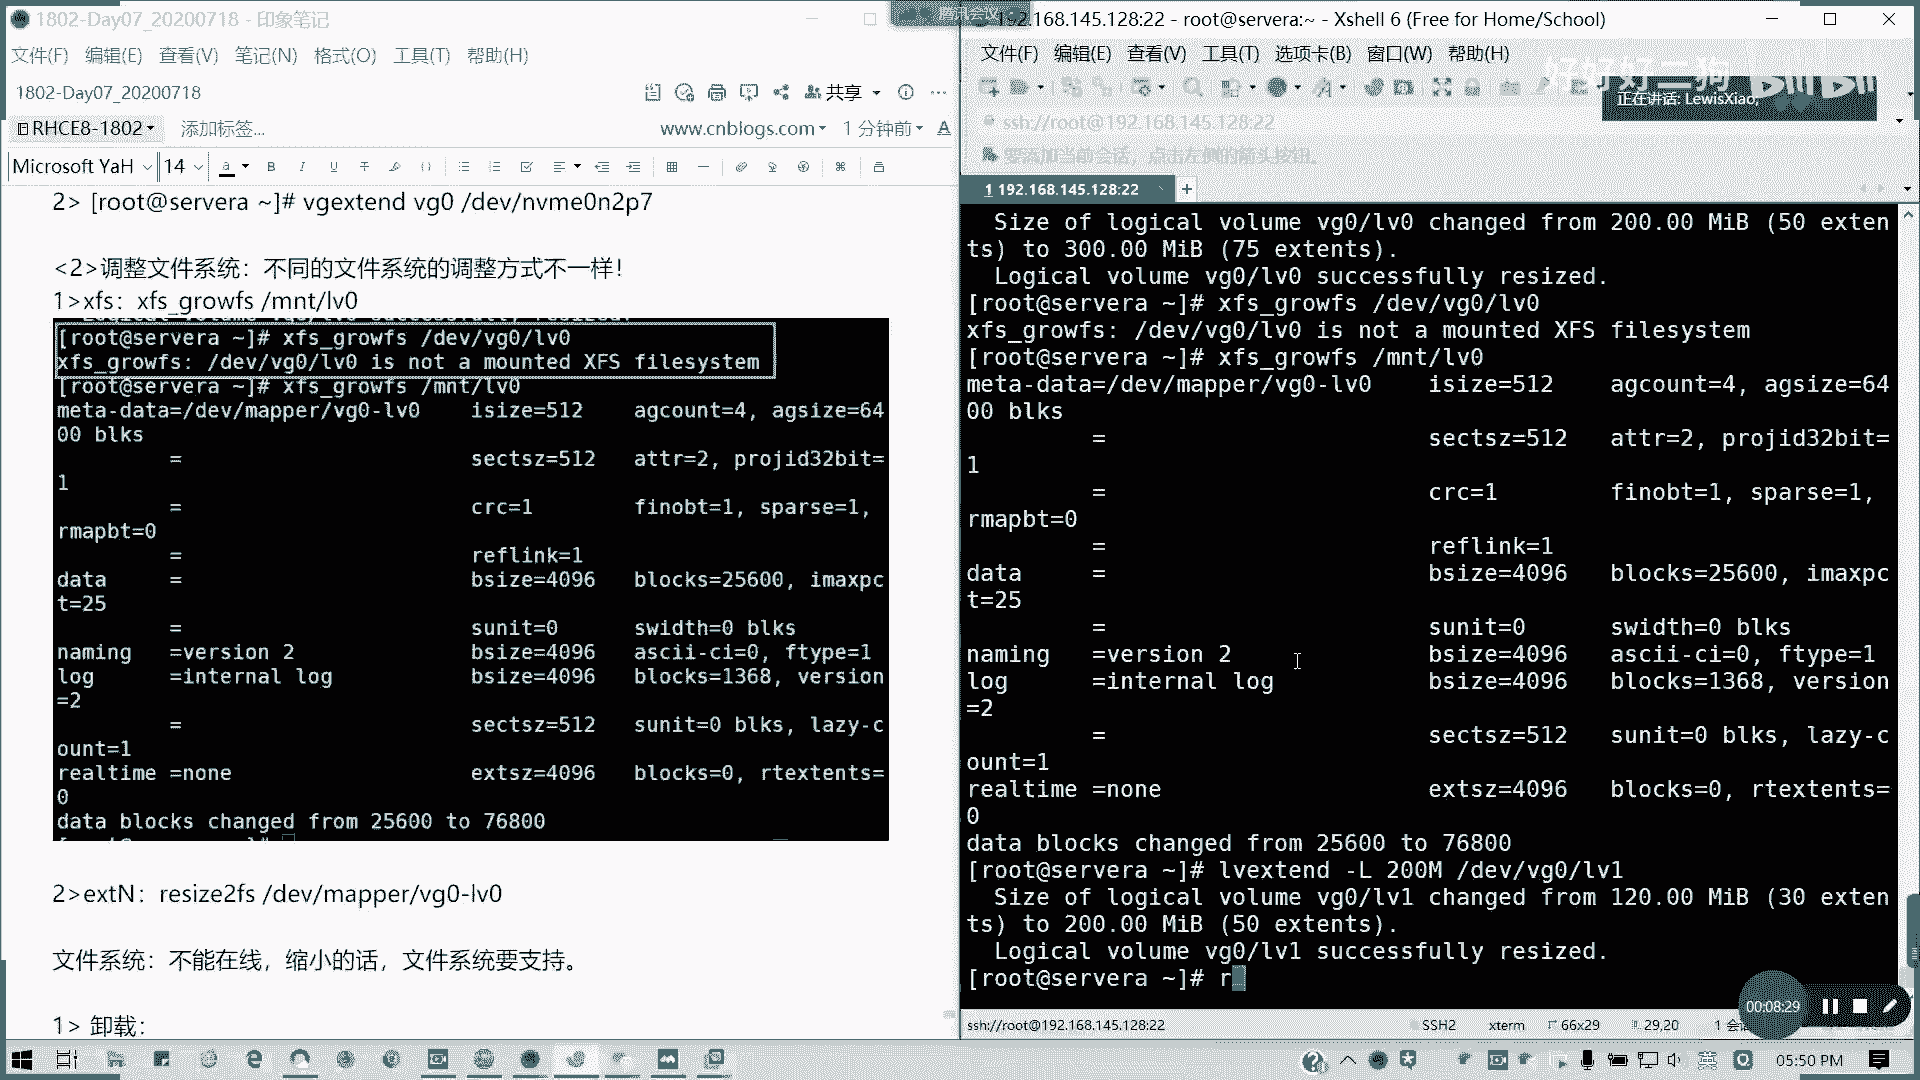 1802-Day07_20200718 - 印象笔记
文件(F) 编辑(E) 查看(V) 笔记(N) 格式(O) 工具(T) 帮助(H)
1802-Day07_20200718
共享
RHCE8-1802
添加标签...
www.cnblogs.com
1 分钟前
Microsoft YaH
14
2> [root@servera ~]# vgextend vg0 /dev/nvme0n2p7
<2>调整文件系统：不同的文件系统的调整方式不一样！
1>xfs：xfs_growfs /mnt/lv0
[root@servera ~]# xfs_growfs /dev/vg0/lv0
xfs_growfs: /dev/vg0/lv0 is not a mounted XFS filesystem
[root@servera ~]# xfs_growfs /mnt/lv0
meta-data=/dev/mapper/vg0-lv0 isize=512 agcount=4, agsize=64
00 blks
= sectsz=512 attr=2, projid32bit=
1
= crc=1 finobt=1, sparse=1,
rmapbt=0
= reflink=1
data = bsize=4096 blocks=25600, imaxpc
t=25
= sunit=0 swidth=0 blks
naming =version 2 bsize=4096 ascii-ci=0, ftype=1
log =internal log bsize=4096 blocks=1368, version
=2
= sectsz=512 sunit=0 blks, lazy-c
ount=1
realtime =none extsz=4096 blocks=0, rtextents=
0
data blocks changed from 25600 to 76800
2>extN：resize2fs /dev/mapper/vg0-lv0
文件系统：不能在线，缩小的话，文件系统要支持。
1> 卸载：
腾讯会议
192.168.145.128:22 - root@servera:~ - Xshell 6 (Free for Home/School)
文件(F) 编辑(E) 查看(V) 工具(T) 选项卡(B) 窗口(W) 帮助(H)
好好好二狗 bilibili
正在讲话: LewisXiao;
ssh://root@192.168.145.128:22
要添加当前会话，点击左侧的箭头按钮。
1 192.168.145.128:22
Size of logical volume vg0/lv0 changed from 200.00 MiB (50 exten
ts) to 300.00 MiB (75 extents).
Logical volume vg0/lv0 successfully resized.
[root@servera ~]# xfs_growfs /dev/vg0/lv0
xfs_growfs: /dev/vg0/lv0 is not a mounted XFS filesystem
[root@servera ~]# xfs_growfs /mnt/lv0
meta-data=/dev/mapper/vg0-lv0 isize=512 agcount=4, agsize=64
00 blks
= sectsz=512 attr=2, projid32bit=
1
= crc=1 finobt=1, sparse=1,
rmapbt=0
= reflink=1
data = bsize=4096 blocks=25600, imaxpc
t=25
= sunit=0 swidth=0 blks
naming =version 2 bsize=4096 ascii-ci=0, ftype=1
log =internal log bsize=4096 blocks=1368, version
=2
= sectsz=512 sunit=0 blks, lazy-c
ount=1
realtime =none extsz=4096 blocks=0, rtextents=
0
data blocks changed from 25600 to 76800
[root@servera ~]# lvextend -L 200M /dev/vg0/lv1
Size of logical volume vg0/lv1 changed from 120.00 MiB (30 exten
ts) to 200.00 MiB (50 extents).
Logical volume vg0/lv1 successfully resized.
[root@servera ~]# r
00:08:29
ssh://root@192.168.145.128:22 SSH2 xterm 66x29 29,20 1 会
英
05:50 PM